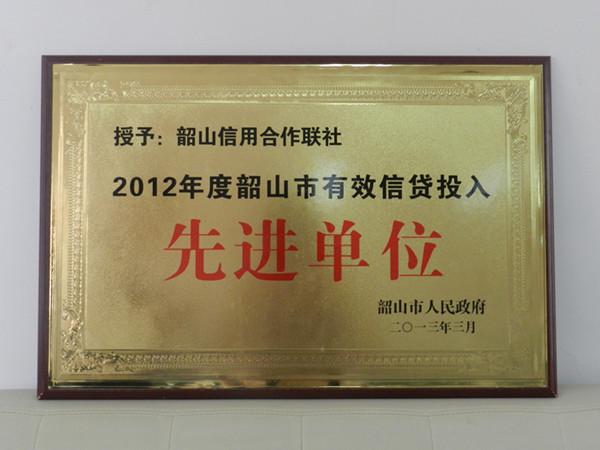 授予：韶山信用合作联社
2012年度韶山市有效信贷投入
先进单位
韶山市人民政府
二〇一三年三月